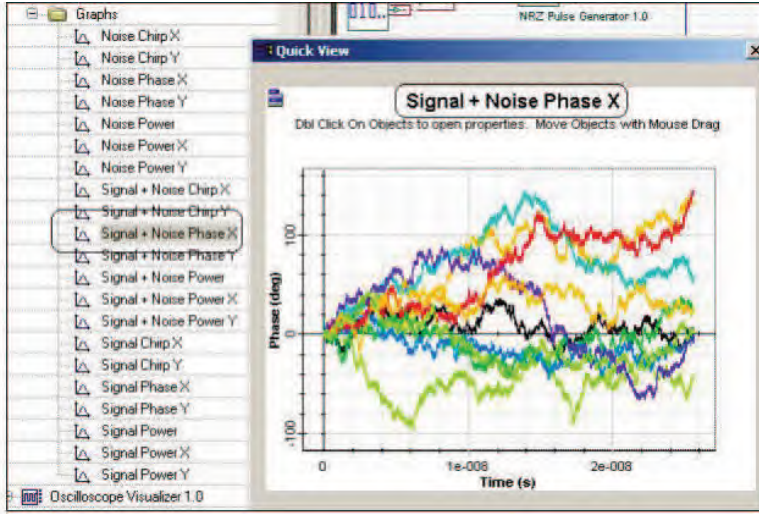 Graphs
Noise Chirp X
Noise Chirp Y
Noise Phase X
Noise Phase Y
Noise Power
Noise Power X
Noise Power Y
Signal + Noise Chirp X
Signal + Noise Chirp Y
Signal + Noise Phase X
Signal + Noise Phase Y
Signal + Noise Power
Signal + Noise Power X
Signal + Noise Power Y
Signal Chirp X
Signal Chirp Y
Signal Phase X
Signal Phase Y
Signal Power
Signal Power X
Signal Power Y
Oscilloscope Visualizer 1.0
010..
NRZ Pulse Generator 1.0
Quick View
Signal + Noise Phase X
Dbl Click On Objects to open properties. Move Objects with Mouse Drag
Phase (deg)
100
0
-100
0
1e-008
2e-008
Time (s)